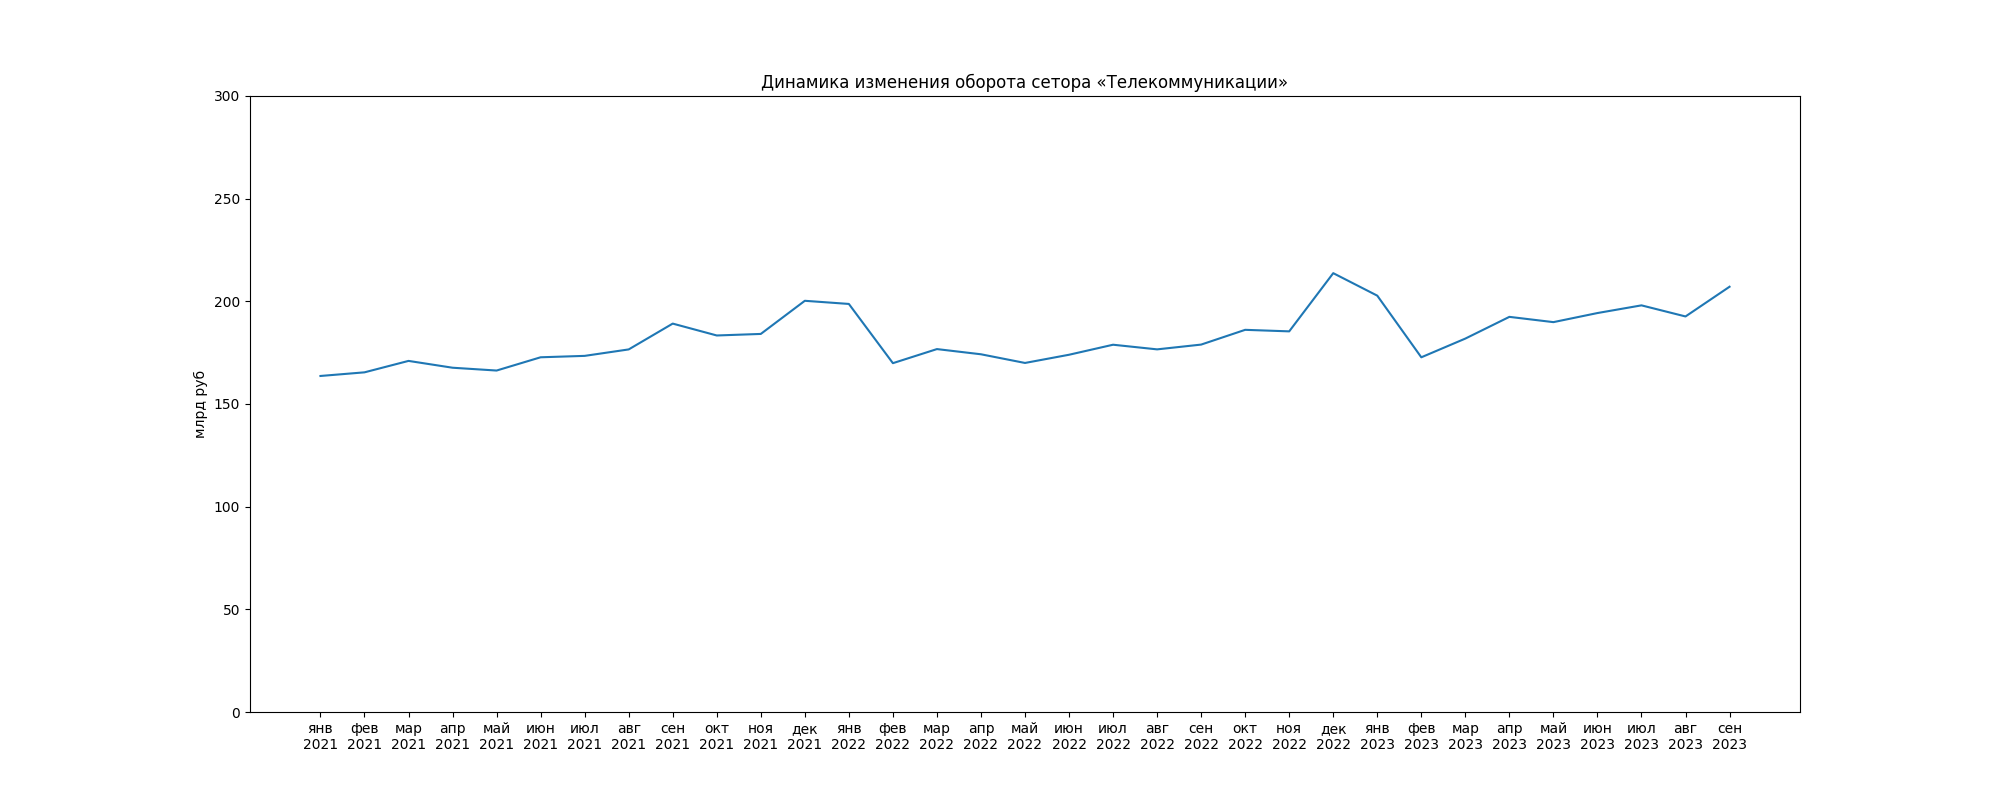 Динамика изменения оборота сетора «Телекоммуникации»
300
250
200
150
100
50
0
млрд руб
янв фев мар апр май июн июл авг сен окт ноя дек янв фев мар апр май июн июл авг сен окт ноя дек янв фев мар апр май июн июл авг сен
2021 2021 2021 2021 2021 2021 2021 2021 2021 2021 2021 2021 2022 2022 2022 2022 2022 2022 2022 2022 2022 2022 2022 2022 2023 2023 2023 2023 2023 2023 2023 2023 2023